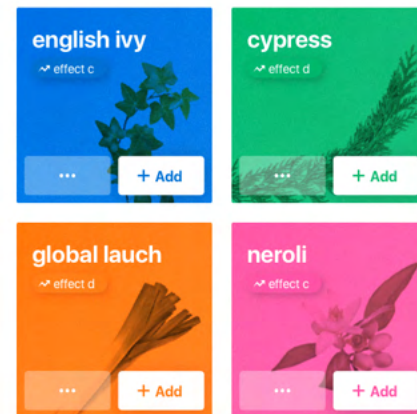 english ivy
effect c
... + Add
cypress
effect d
... + Add
global lauch
effect d
... + Add
neroli
effect c
... + Add